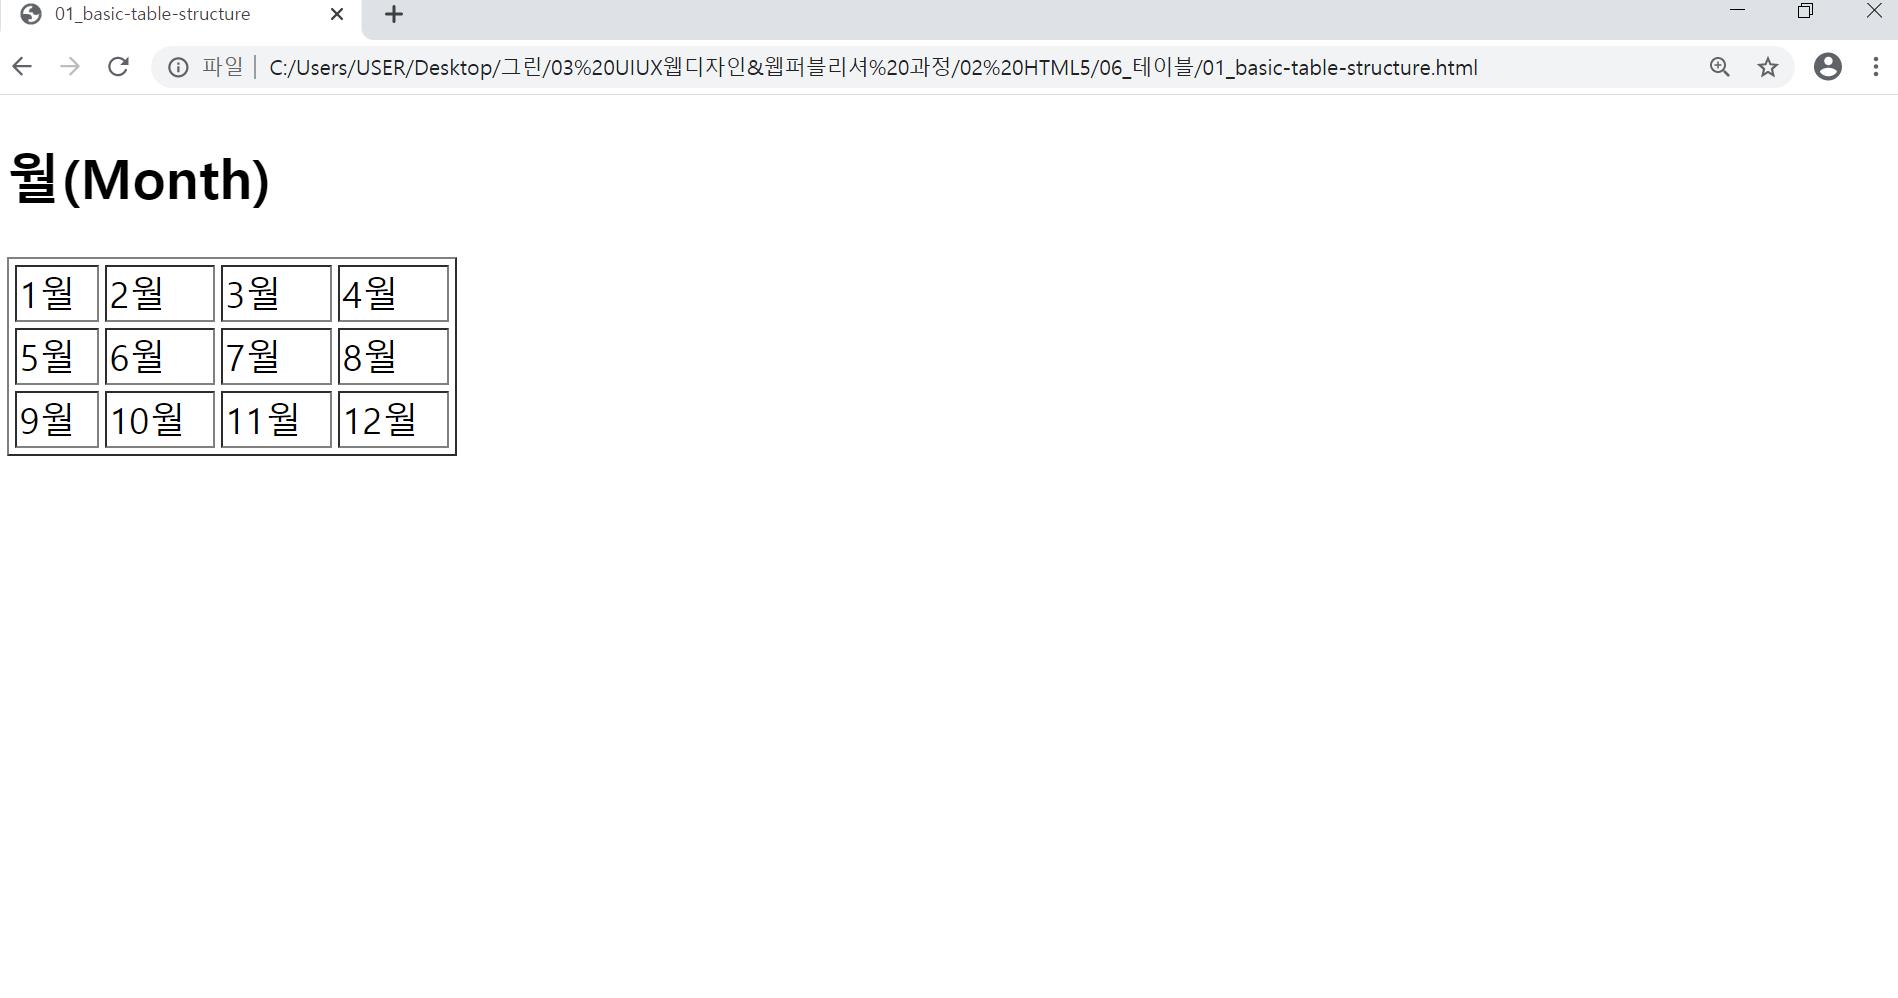 01_basic-table-structure
파일 | C:/Users/USER/Desktop/그린/03%20UIUX웹디자인&웹퍼블리셔%20과정/02%20HTML5/06_테이블/01_basic-table-structure.html
월(Month)
1월 2월 3월 4월
5월 6월 7월 8월
9월 10월 11월 12월